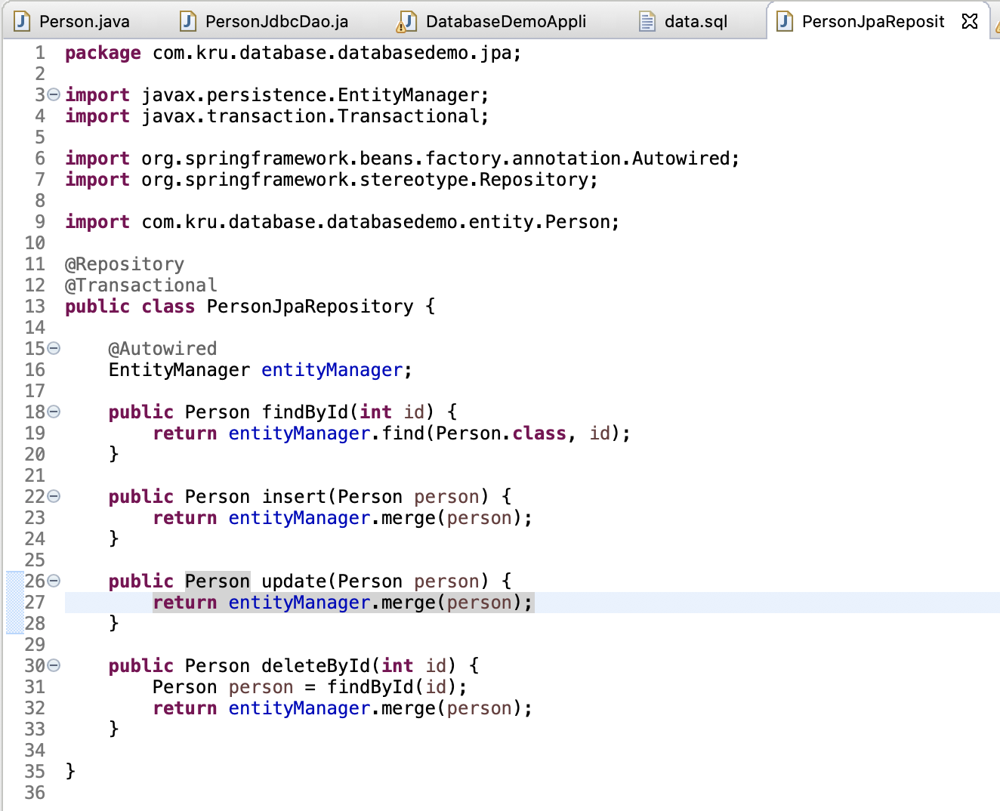 Person.java PersonJdbcDao.ja DatabaseDemoAppli data.sql PersonJpaReposit
1 package com.kru.database.databasedemo.jpa;
2
3 import javax.persistence.EntityManager;
4 import javax.transaction.Transactional;
5
6 import org.springframework.beans.factory.annotation.Autowired;
7 import org.springframework.stereotype.Repository;
8
9 import com.kru.database.databasedemo.entity.Person;
10
11 @Repository
12 @Transactional
13 public class PersonJpaRepository {
14
15     @Autowired
16     EntityManager entityManager;
17
18     public Person findById(int id) {
19         return entityManager.find(Person.class, id);
20     }
21
22     public Person insert(Person person) {
23         return entityManager.merge(person);
24     }
25
26     public Person update(Person person) {
27         return entityManager.merge(person);
28     }
29
30     public Person deleteById(int id) {
31         Person person = findById(id);
32         return entityManager.merge(person);
33     }
34
35 }
36